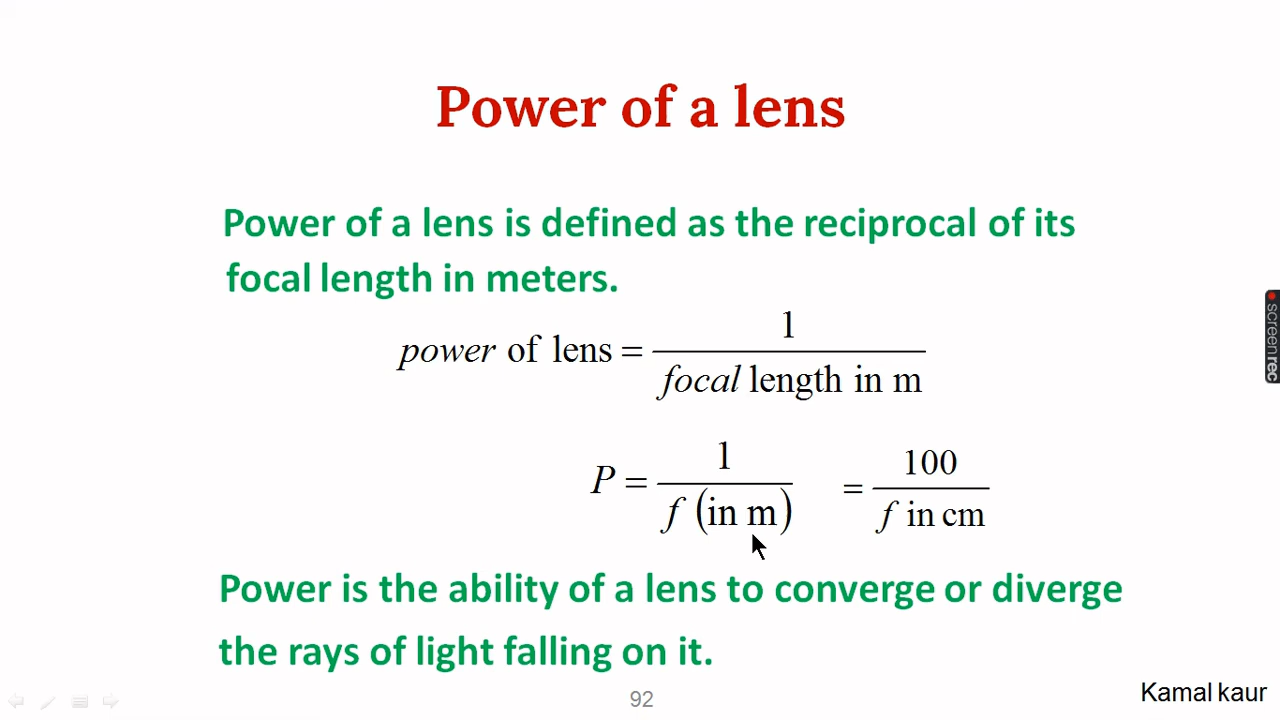 Power of a lens
Power of a lens is defined as the reciprocal of its
focal length in meters.
power of lens = 1 / focal length in m
P = 1 / f (in m) = 100 / f in cm
Power is the ability of a lens to converge or diverge
the rays of light falling on it.
92
Kamal kaur
screenrec